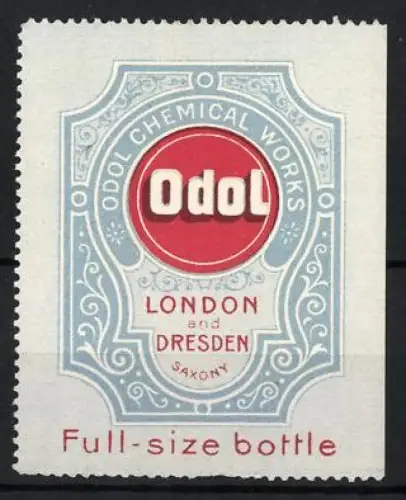 ODOL CHEMICAL WORKS
Odol
LONDON
and
DRESDEN
SAXONY
Full-size bottle